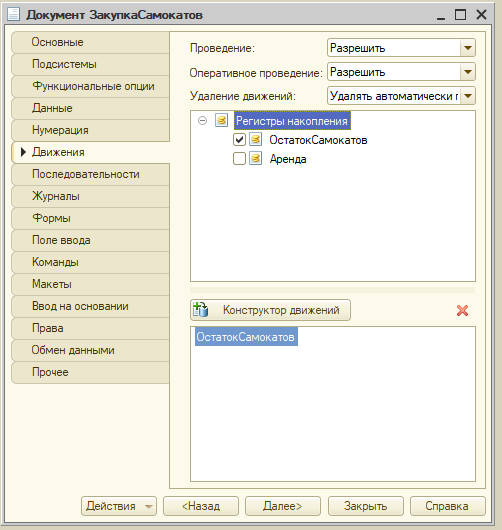 Документ ЗакупкаСамокатов
Основные
Подсистемы
Функциональные опции
Данные
Нумерация
Движения
Последовательности
Журналы
Формы
Поле ввода
Команды
Макеты
Ввод на основании
Права
Обмен данными
Прочее
Проведение: Разрешить
Оперативное проведение: Разрешить
Удаление движений: Удалять автоматически г
Регистры накопления
ОстатокСамокатов
Аренда
Конструктор движений
ОстатокСамокатов
Действия <Назад Далее> Закрыть Справка